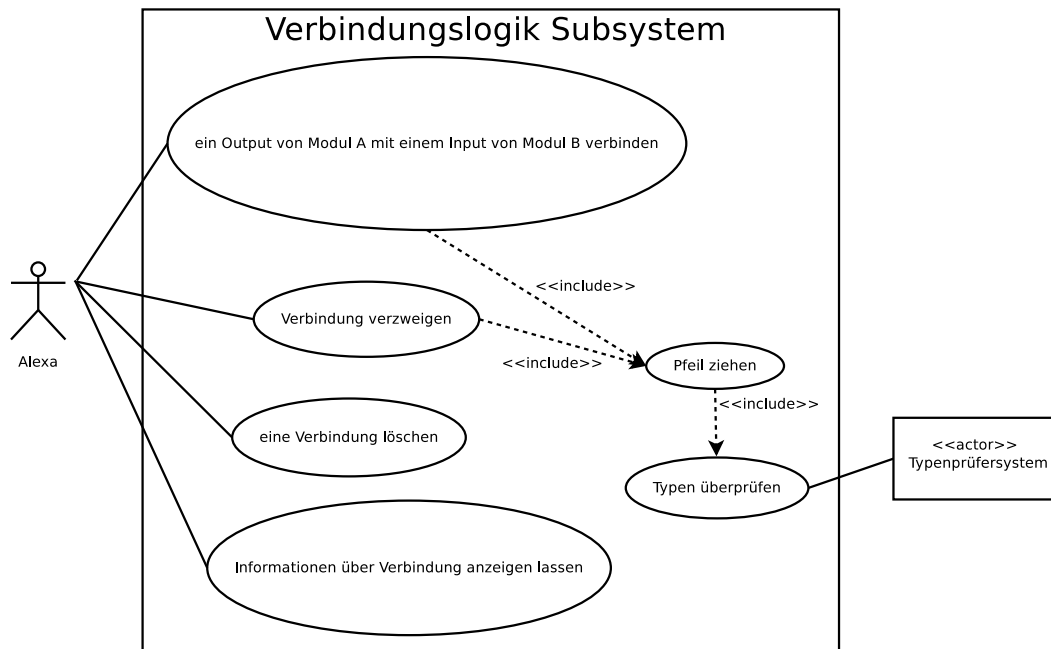 Verbindungslogik Subsystem
ein Output von Modul A mit einem Input von Modul B verbinden
<<include>>
Verbindung verzweigen
<<include>>
Alexa
Pfeil ziehen
<<include>>
eine Verbindung löschen
<<actor>>
Typenprüfersystem
Typen überprüfen
Informationen über Verbindung anzeigen lassen